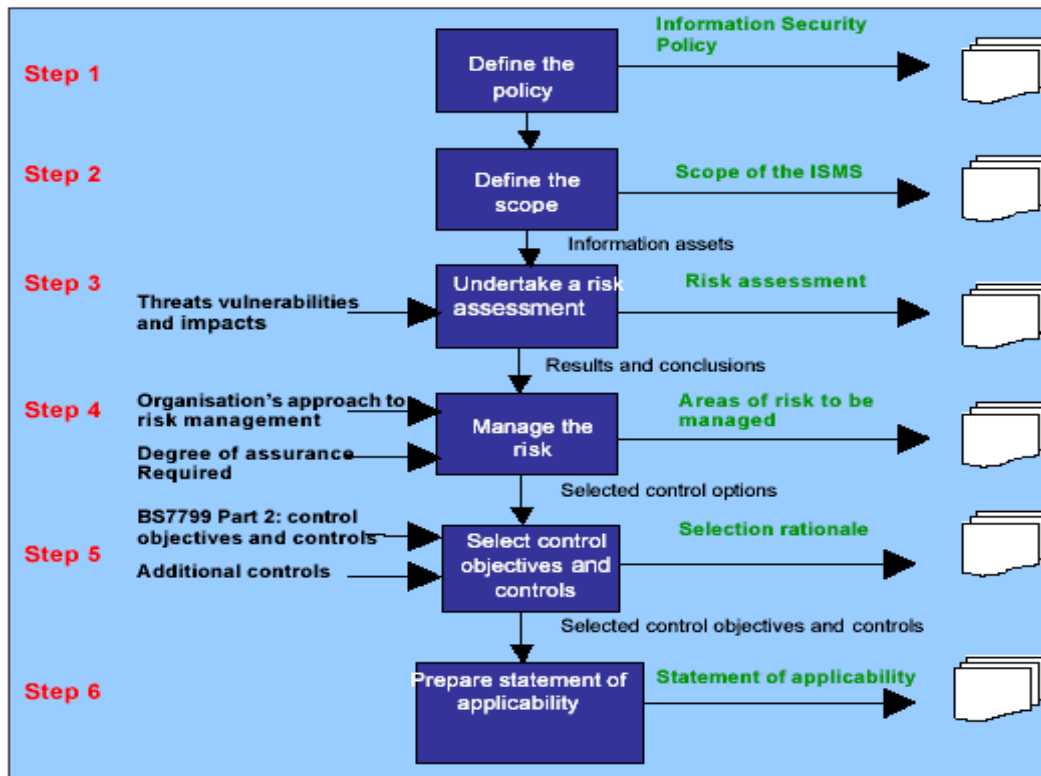 Information Security
Policy
Step 1
Define the
policy
Step 2
Define the
scope
Scope of the ISMS
Information assets
Step 3
Undertake a risk
assessment
Risk assessment
Threats vulnerabilities
and impacts
Results and conclusions
Step 4
Organisation's approach to
risk management
Areas of risk to be
managed
Manage the
risk
Degree of assurance
Required
Selected control options
BS7799 Part 2: control
objectives and controls
Step 5
Select control
objectives and
controls
Selection rationale
Additional controls
Selected control objectives and controls
Step 6
Prepare statement of
applicability
Statement of applicability